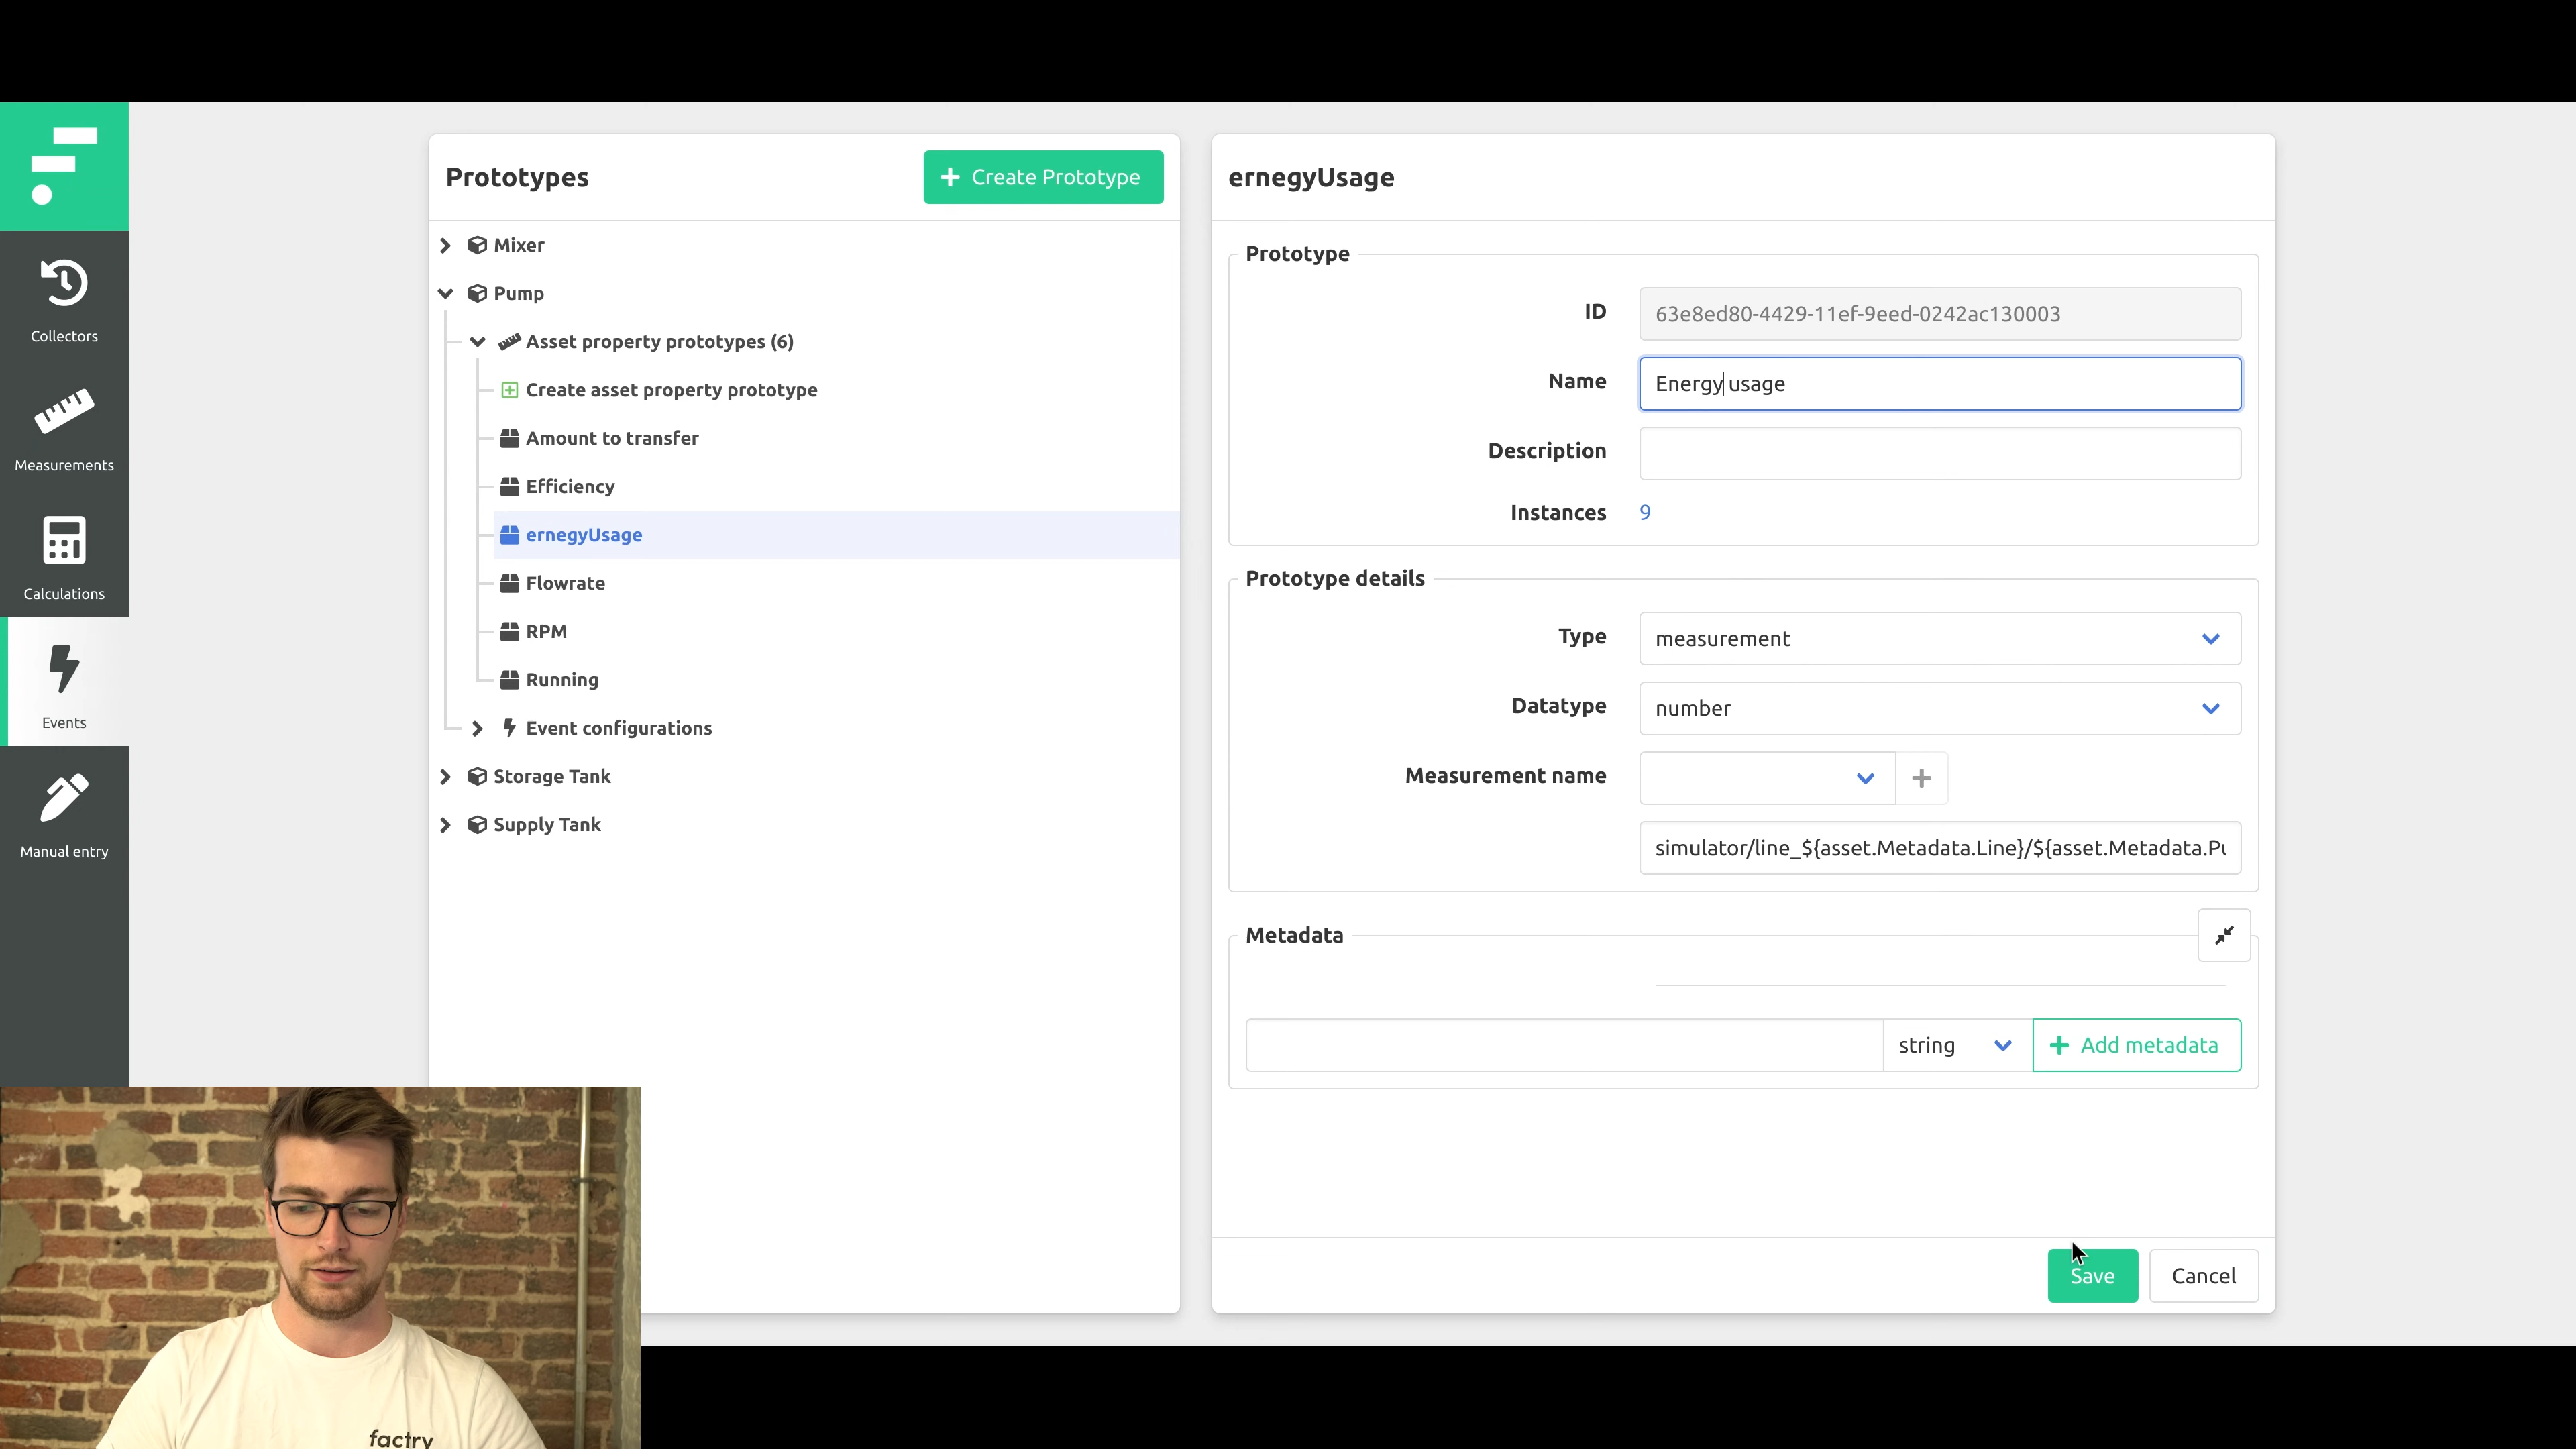 Collectors
Measurements
Calculations
Events
Manual entry
Prototypes
Create Prototype
Mixer
Pump
Asset property prototypes (6)
Create asset property prototype
Amount to transfer
Efficiency
ernegyUsage
Flowrate
RPM
Running
Event configurations
Storage Tank
Supply Tank
ernegyUsage
Prototype
ID
63e8ed80-4429-11ef-9eed-0242ac130003
Name
Energy usage
Description
Instances
9
Prototype details
Type
measurement
Datatype
number
Measurement name
simulator/line_${asset.Metadata.Line}/${asset.Metadata.Pu
Metadata
string
Add metadata
Save
Cancel
factry